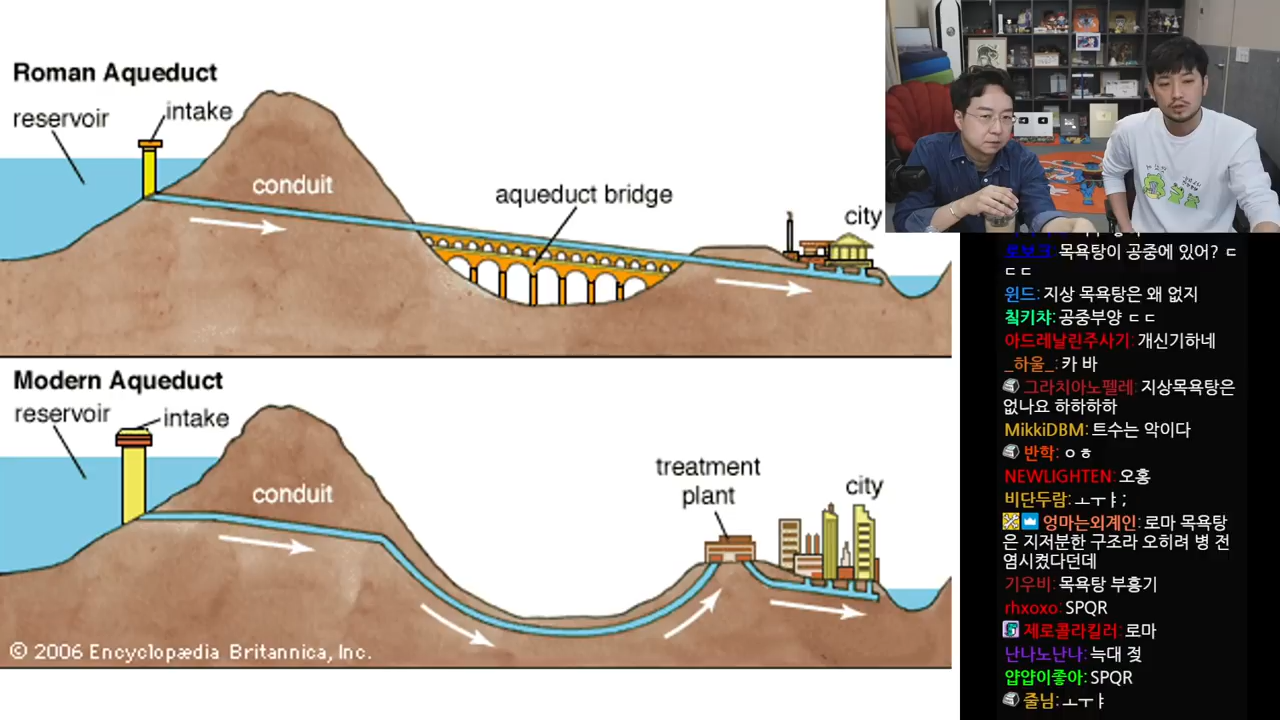 Roman Aqueduct
reservoir
intake
conduit
aqueduct bridge
city
Modern Aqueduct
reservoir
intake
conduit
treatment
plant
city
© 2006 Encyclopædia Britannica, Inc.
로보크: 목욕탕이 공중에 있어? ㄷ
ㄷㄷ
윈드: 지상 목욕탕은 왜 없지
칰키챠: 공중부양 ㄷㄷ
아드레날린주사기: 개신기하네
_하울_: 카 바
그라치아노펠레: 지상목욕탕은
없나요 하하하하
MikkiDBM: 트수는 악이다
반학: ㅇㅎ
NEWLIGHTEN: 오홍
비단두람: ㅗㅜㅑ;
엉마는외계인: 로마 목욕탕
은 지저분한 구조라 오히려 병 전
염시켰다던데
기우비: 목욕탕 부흥기
rhxoxo: SPQR
제로콜라킬러: 로마
난나노난나: 늑대 젖
얍얍이좋아: SPQR
줄님: ㅗㅜㅑ